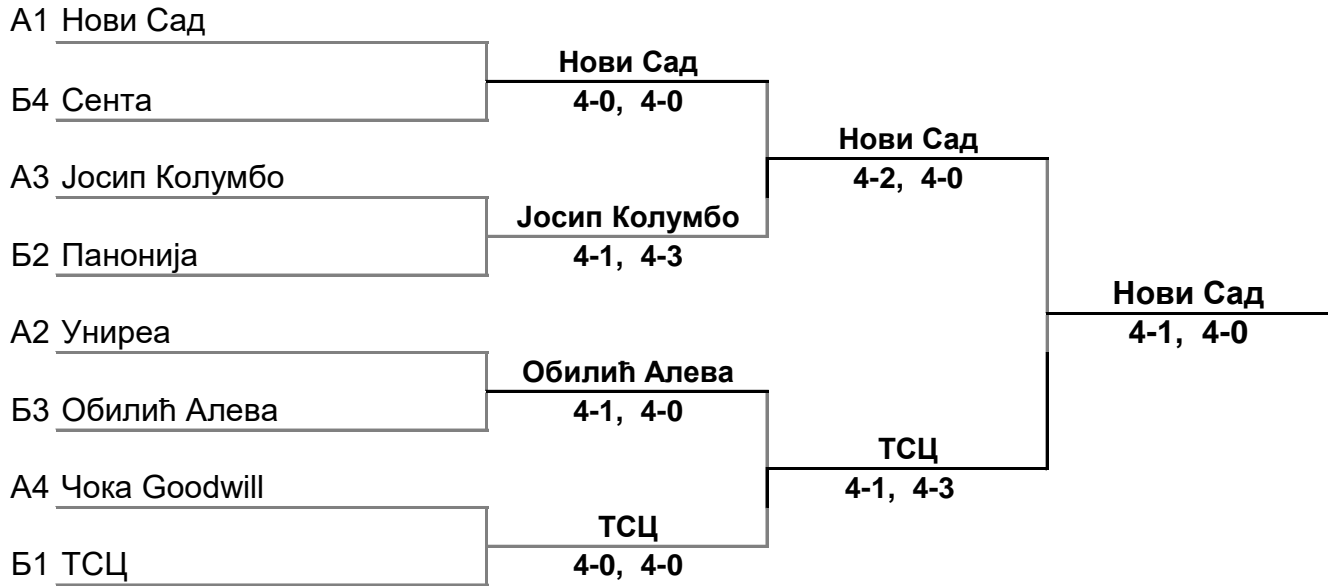 А1 Нови Сад
Нови Сад
Б4 Сента
4-0, 4-0
Нови Сад
А3 Јосип Колумбо
4-2, 4-0
Јосип Колумбо
Б2 Панонија
4-1, 4-3
Нови Сад
А2 Униреа
4-1, 4-0
Обилић Алева
Б3 Обилић Алева
4-1, 4-0
ТСЦ
А4 Чока Goodwill
4-1, 4-3
ТСЦ
Б1 ТСЦ
4-0, 4-0